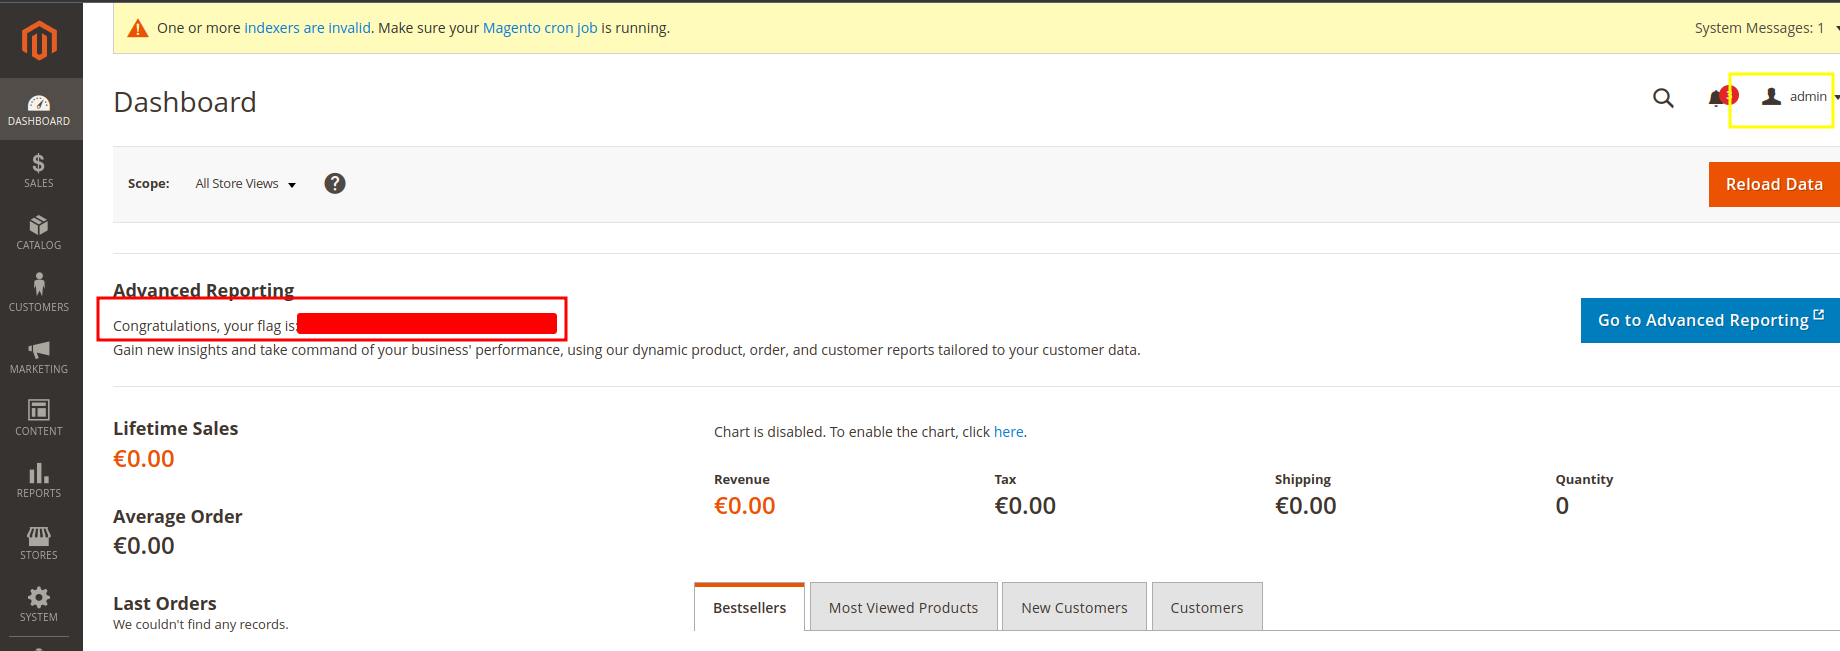 One or more indexers are invalid. Make sure your Magento cron job is running.
System Messages: 1
Dashboard
3
admin
DASHBOARD
SALES
CATALOG
CUSTOMERS
MARKETING
CONTENT
REPORTS
STORES
SYSTEM
Scope:
All Store Views
?
Reload Data
Advanced Reporting
Congratulations, your flag is:
Gain new insights and take command of your business' performance, using our dynamic product, order, and customer reports tailored to your customer data.
Go to Advanced Reporting
Lifetime Sales
€0.00
Average Order
€0.00
Last Orders
We couldn't find any records.
Chart is disabled. To enable the chart, click here.
Revenue
€0.00
Tax
€0.00
Shipping
€0.00
Quantity
0
Bestsellers
Most Viewed Products
New Customers
Customers